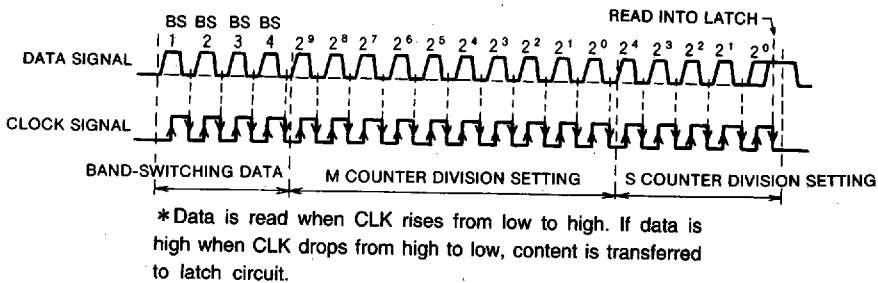 READ INTO LATCH
BS BS BS BS
1 2 3 4 2⁹ 2⁸ 2⁷ 2⁶ 2⁵ 2⁴ 2³ 2² 2¹ 2⁰ 2⁴ 2³ 2² 2¹ 2⁰
DATA SIGNAL
CLOCK SIGNAL
BAND-SWITCHING DATA M COUNTER DIVISION SETTING S COUNTER DIVISION SETTING
*Data is read when CLK rises from low to high. If data is
high when CLK drops from high to low, content is transferred
to latch circuit.